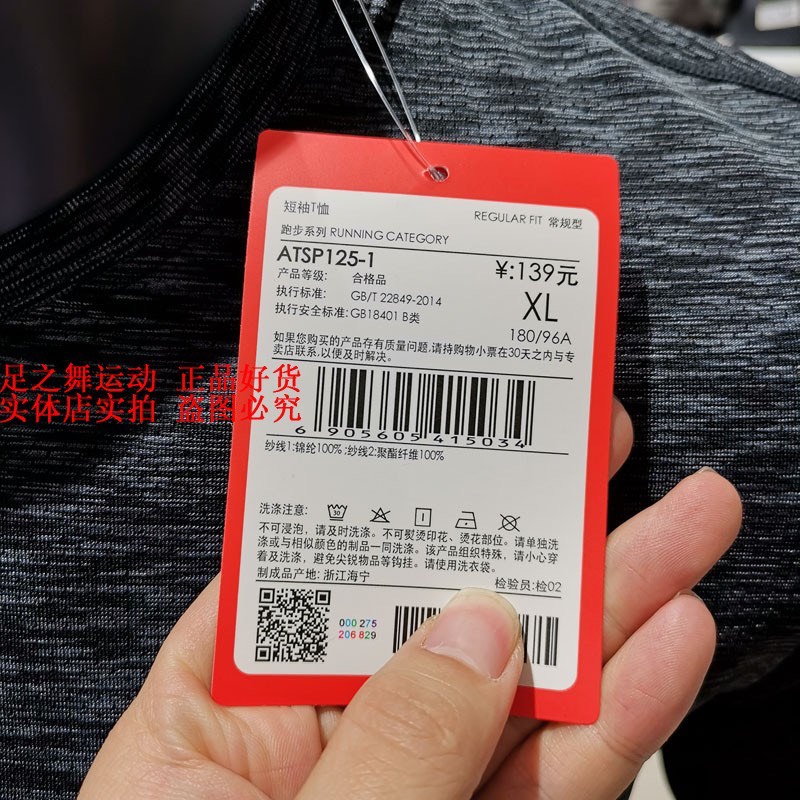 短袖T恤
REGULAR FIT 常规型
跑步系列 RUNNING CATEGORY
ATSP125-1
¥:139元
产品等级: 合格品
XL
执行标准: GB/T 22849-2014
执行安全标准:GB18401 B类
180/96A
如果您购买的产品存有质量问题,请持购物小票在30天之内与专
卖店联系,以便及时解决。
足之舞运动 正品好货
实体店实拍 盗图必究
6 905605 415034
纱线1:锦纶100%;纱线2:聚酯纤维100%
洗涤注意:
30
不可浸泡，请及时洗涤。不可熨烫印花、烫花部位。请单独洗
涤或与相似颜色的制品一同洗涤。该产品组织特殊，请小心穿
着及洗涤，避免尖锐物品等钩挂。请使用洗衣袋。
制成品产地: 浙江海宁
检验员:检02
000 275
206 829